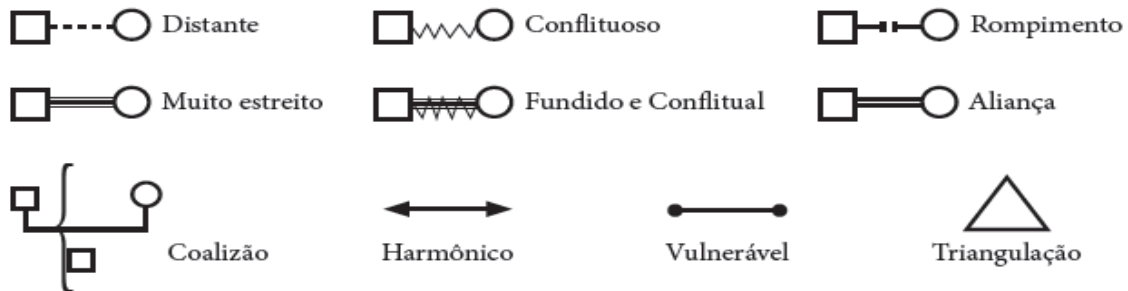 Distante
Conflituoso
Rompimento
Muito estreito
Fundido e Conflitual
Aliança
Coalizão
Harmônico
Vulnerável
Triangulação